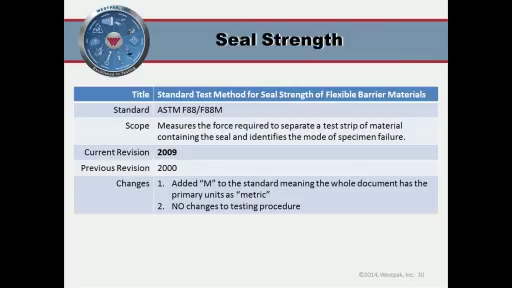 WESTPAK, INC.
Seal Strength
Title Standard Test Method for Seal Strength of Flexible Barrier Materials
Standard ASTM F88/F88M
Scope Measures the force required to separate a test strip of material
containing the seal and identifies the mode of specimen failure.
Current Revision 2009
Previous Revision 2000
Changes 1. Added “M” to the standard meaning the whole document has the
primary units as “metric”
2. NO changes to testing procedure
©2014, Westpak, Inc. 30